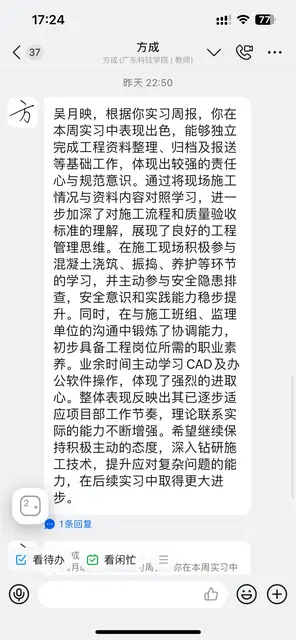 17:24
77
37
方成
方成(广东科技学院 | 教师)
昨天 22:50
方
吴月映，根据你实习周报，你在
本周实习中表现出色，能够独立
完成工程资料整理、归档及报送
等基础工作，体现出较强的责任
心与规范意识。通过将现场施工
情况与资料内容对照学习，进一
步加深了对施工流程和质量验收
标准的理解，展现了良好的工程
管理思维。在施工现场积极参与
混凝土浇筑、振捣、养护等环节
的学习，并主动参与安全隐患排
查，安全意识和实践能力稳步提
升。同时，在与施工班组、监理
单位的沟通中锻炼了协调能力，
初步具备工程岗位所需的职业素
养。业余时间主动学习CAD及办
公软件操作，体现了强烈的进取
心。整体表现反映出其已逐步适
应项目部工作节奏，理论联系实
际的能力不断增强。希望继续保
持积极主动的态度，深入钻研施
工技术，提升应对复杂问题的能
力，在后续实习中取得更大进
步。
2
1条回复
成
看待办
看闲忙
你在本周实习中